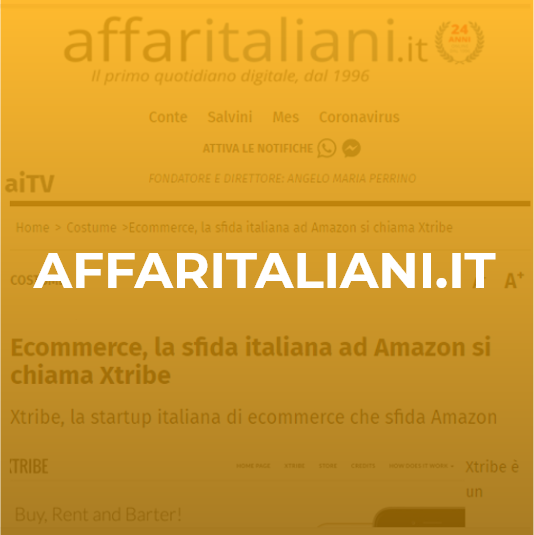 affaritaliani.it
24
ANNI
Il primo quotidiano digitale, dal 1996
Conte Salvini Mes Coronavirus
ATTIVA LE NOTIFICHE
aiTV
FONDATORE E DIRETTORE: ANGELO MARIA PERRINO
Home > Costume >Ecommerce, la sfida italiana ad Amazon si chiama Xtribe
AFFARITALIANI.IT
A+
Ecommerce, la sfida italiana ad Amazon si
chiama Xtribe
Xtribe, la startup italiana di ecommerce che sfida Amazon
XTRIBE
HOME PAGE XTRIBE STORE CREDITS HOW DOES IT WORK
Xtribe é
un
Buy, Rent and Barter!